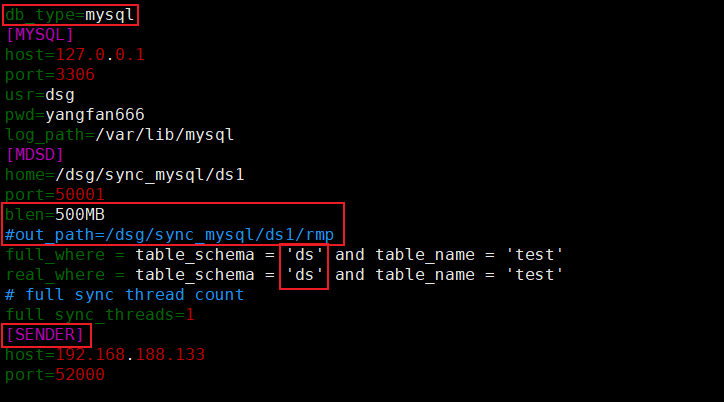 db_type=mysql
[MYSQL]
host=127.0.0.1
port=3306
usr=dsg
pwd=yangfan666
log_path=/var/lib/mysql
[MDSD]
home=/dsg/sync_mysql/ds1
port=50001
blen=500MB
#out_path=/dsg/sync_mysql/ds1/rmp
full_where = table_schema = 'ds' and table_name = 'test'
real_where = table_schema = 'ds' and table_name = 'test'
# full sync thread count
full_sync_threads=1
[SENDER]
host=192.168.188.133
port=52000